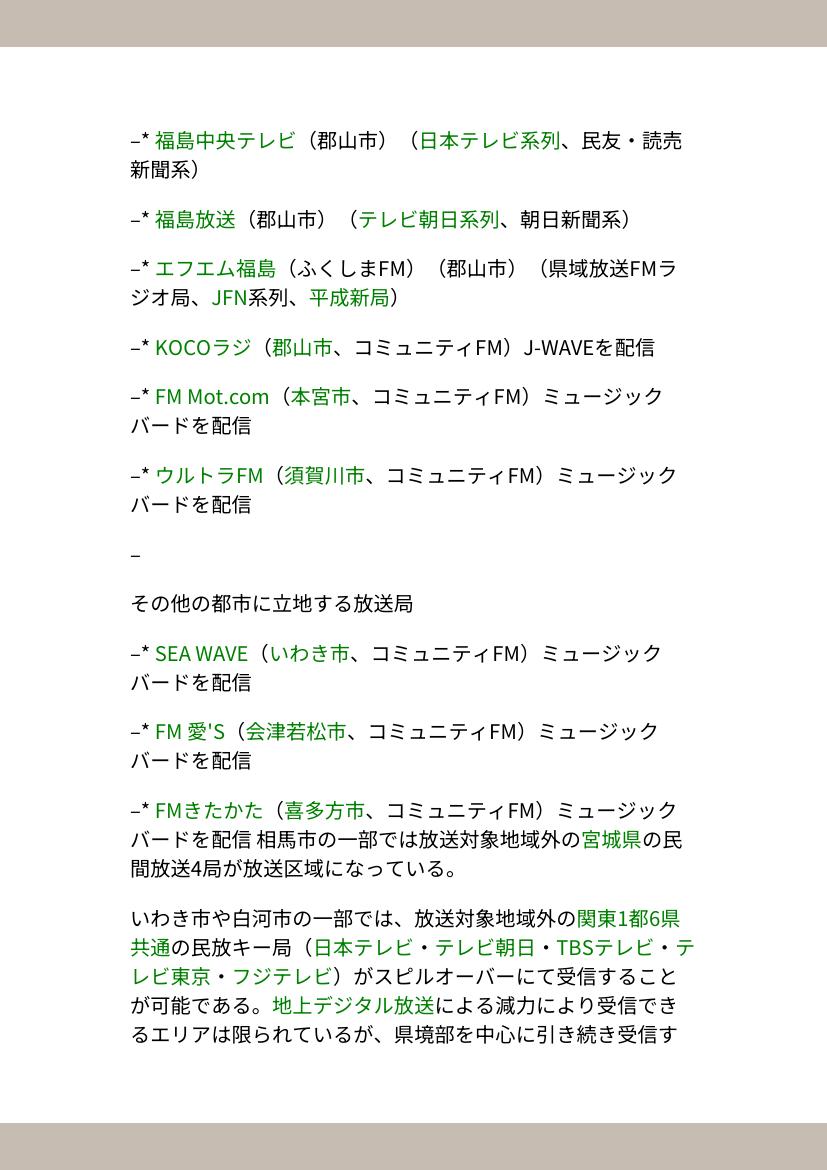 –* 福島中央テレビ（郡山市）（日本テレビ系列、民友・読売
新聞系）
–* 福島放送（郡山市）（テレビ朝日系列、朝日新聞系）
–* エフエム福島（ふくしまFM）（郡山市）（県域放送FMラ
ジオ局、JFN系列、平成新局）
–* KOCOラジ（郡山市、コミュニティFM）J-WAVEを配信
–* FM Mot.com（本宮市、コミュニティFM）ミュージック
バードを配信
–* ウルトラFM（須賀川市、コミュニティFM）ミュージック
バードを配信
–
その他の都市に立地する放送局
–* SEA WAVE（いわき市、コミュニティFM）ミュージック
バードを配信
–* FM 愛'S（会津若松市、コミュニティFM）ミュージック
バードを配信
–* FMきたかた（喜多方市、コミュニティFM）ミュージック
バードを配信 相馬市の一部では放送対象地域外の宮城県の民
間放送4局が放送区域になっている。
いわき市や白河市の一部では、放送対象地域外の関東1都6県
共通の民放キー局（日本テレビ・テレビ朝日・TBSテレビ・テ
レビ東京・フジテレビ）がスピルオーバーにて受信すること
が可能である。地上デジタル放送による減力により受信でき
るエリアは限られているが、県境部を中心に引き続き受信す